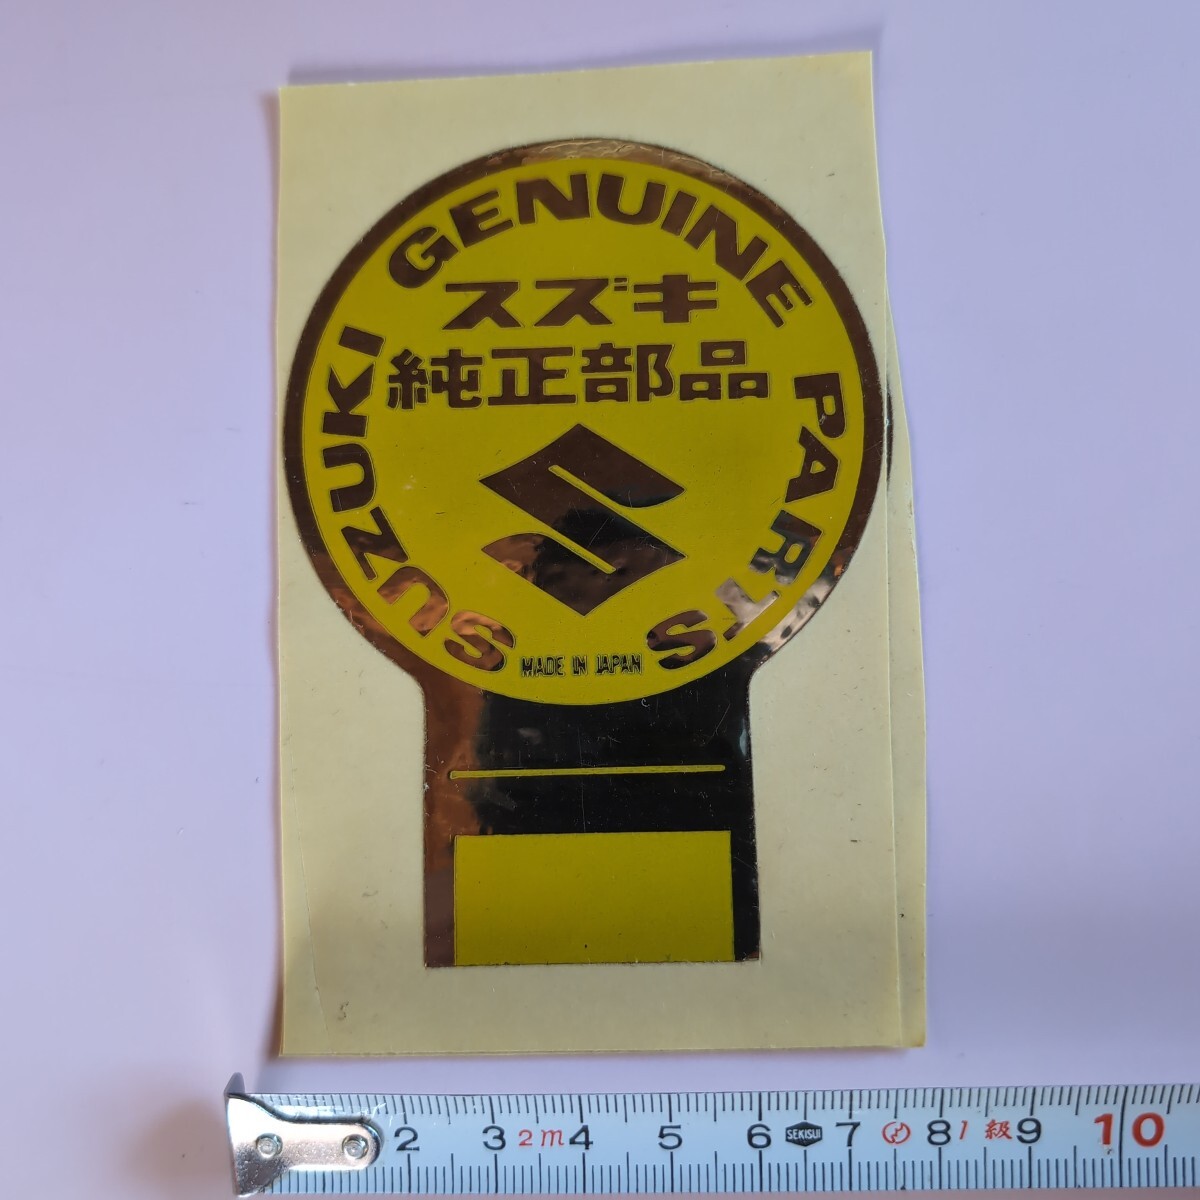 SUZUKI GENUINE PARTS
スズキ
純正部品
MADE IN JAPAN
2 3 2m 4 5 6 SEKISUI 7 8 1級 9 10